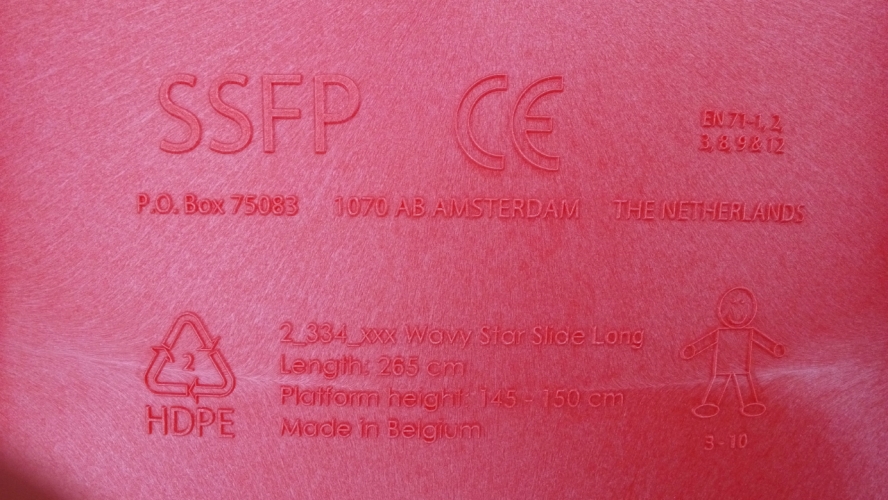 SSFP CE EN 71-1, 2,
3, 8, 9 & 12
P.O. Box 75083 1070 AB AMSTERDAM THE NETHERLANDS
2_334_xxx Wavy Star Slide Long
Length: 265 cm
Platform height: 145 - 150 cm
Made in Belgium
2
HDPE
3 - 10